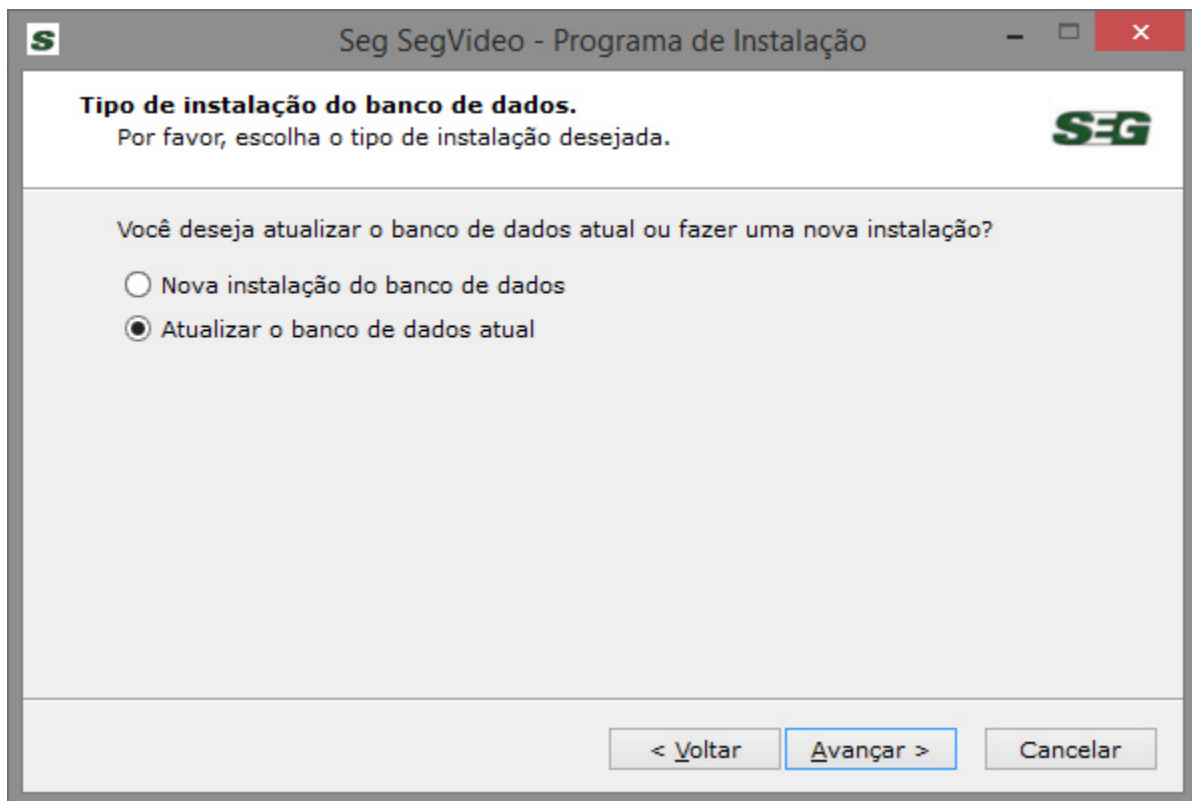 S
Seg SegVideo - Programa de Instalação
Tipo de instalação do banco de dados.
Por favor, escolha o tipo de instalação desejada.
SEG
Você deseja atualizar o banco de dados atual ou fazer uma nova instalação?
Nova instalação do banco de dados
Atualizar o banco de dados atual
< Voltar
Avançar >
Cancelar